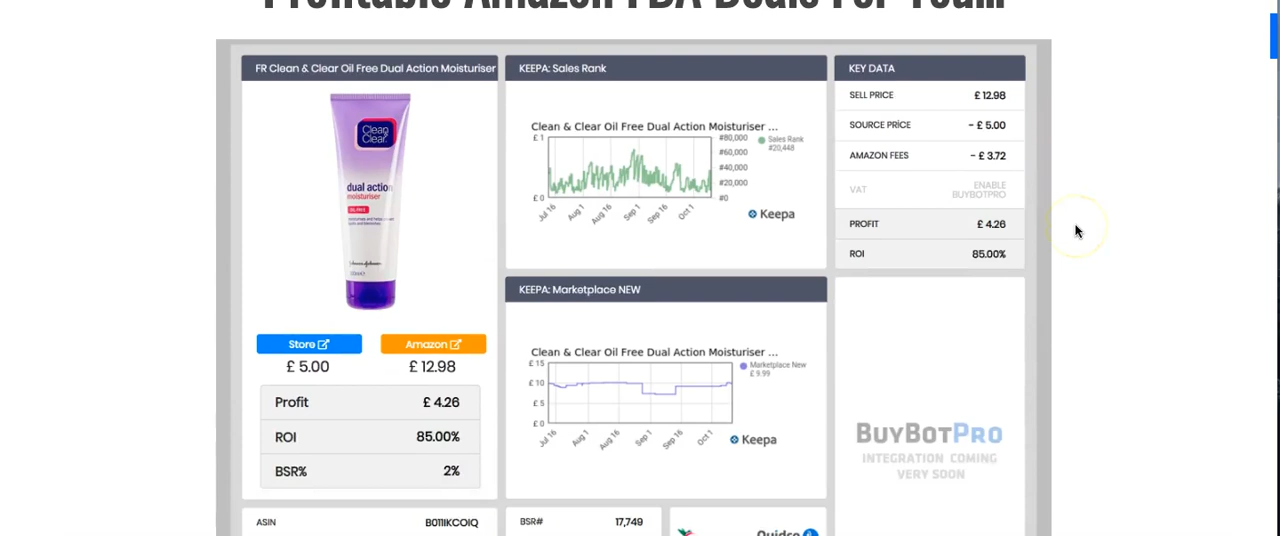 FR Clean & Clear Oil Free Dual Action Moisturiser
Clean
Clear
dual action
moisturiser
OIL FREE
Johnson & Johnson
Store
£ 5.00
Amazon
£ 12.98
Profit £ 4.26
ROI 85.00%
BSR% 2%
ASIN B01IIKCOIQ
KEEPA: Sales Rank
Clean & Clear Oil Free Dual Action Moisturiser ...
£ 1
£ 0
#80,000
#60,000
#40,000
#20,000
#0
Sales Rank
#20,448
Jul 16 Aug 1 Aug 16 Sep 1 Sep 16 Oct 1
Keepa
KEEPA: Marketplace NEW
Clean & Clear Oil Free Dual Action Moisturiser ...
£ 15
£ 10
£ 5
£ 0
Marketplace New
£ 9.99
Jul 16 Aug 1 Aug 16 Sep 1 Sep 16 Oct 1
Keepa
BSR# 17,749
Quidco
KEY DATA
SELL PRICE £ 12.98
SOURCE PRICE - £ 5.00
AMAZON FEES - £ 3.72
VAT ENABLE
BUYBOTPRO
PROFIT £ 4.26
ROI 85.00%
BUYBOTPRO
INTEGRATION COMING
VERY SOON